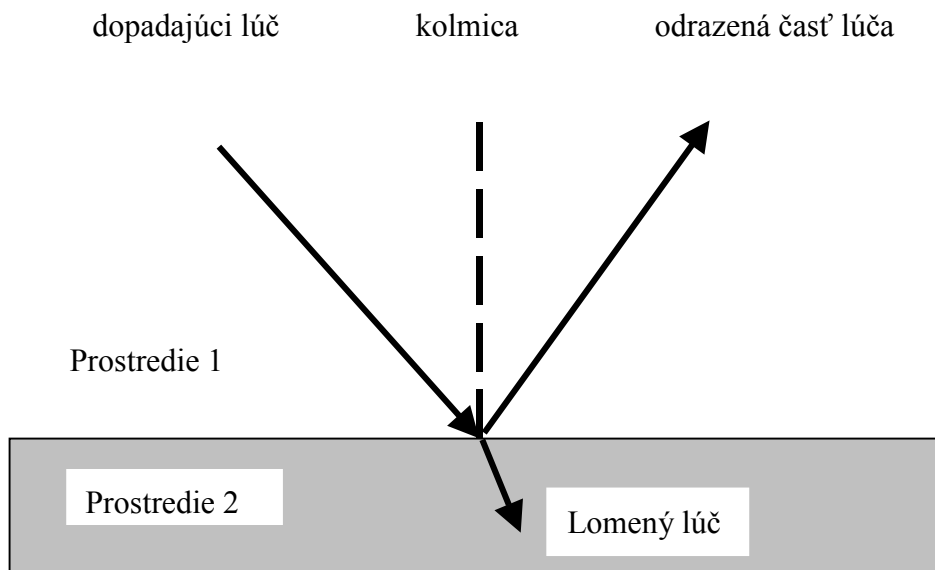 dopadajúci lúč kolmica odrazená časť lúča
Prostredie 1
Prostredie 2
Lomený lúč